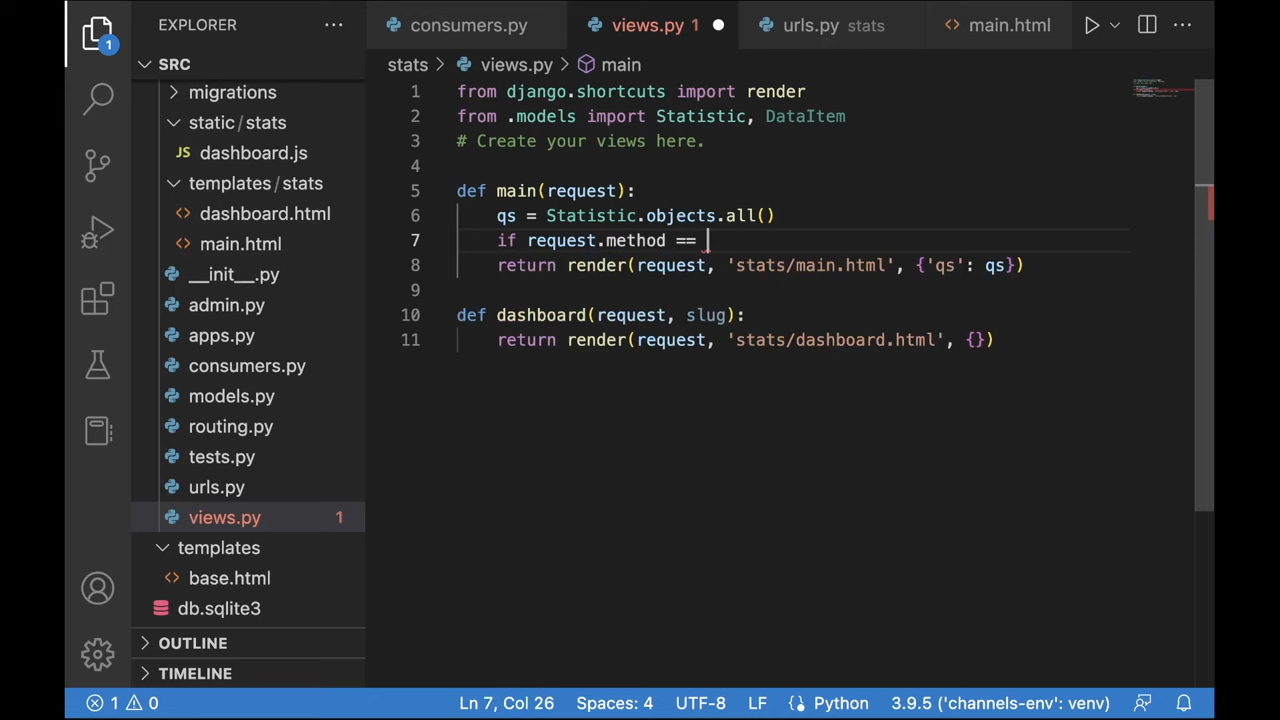 EXPLORER ...
consumers.py views.py 1 urls.py stats main.html ...
1
SRC
stats > views.py > main
migrations
static/stats
JS dashboard.js
templates/stats
dashboard.html
main.html
__init__.py
admin.py
apps.py
consumers.py
models.py
routing.py
tests.py
urls.py
views.py 1
templates
base.html
db.sqlite3
OUTLINE
TIMELINE
1 from django.shortcuts import render
2 from .models import Statistic, DataItem
3 # Create your views here.
4
5 def main(request):
6 qs = Statistic.objects.all()
7 if request.method ==
8 return render(request, 'stats/main.html', {'qs': qs})
9
10 def dashboard(request, slug):
11 return render(request, 'stats/dashboard.html', {})
1 0 Ln 7, Col 26 Spaces: 4 UTF-8 LF Python 3.9.5 ('channels-env': venv)